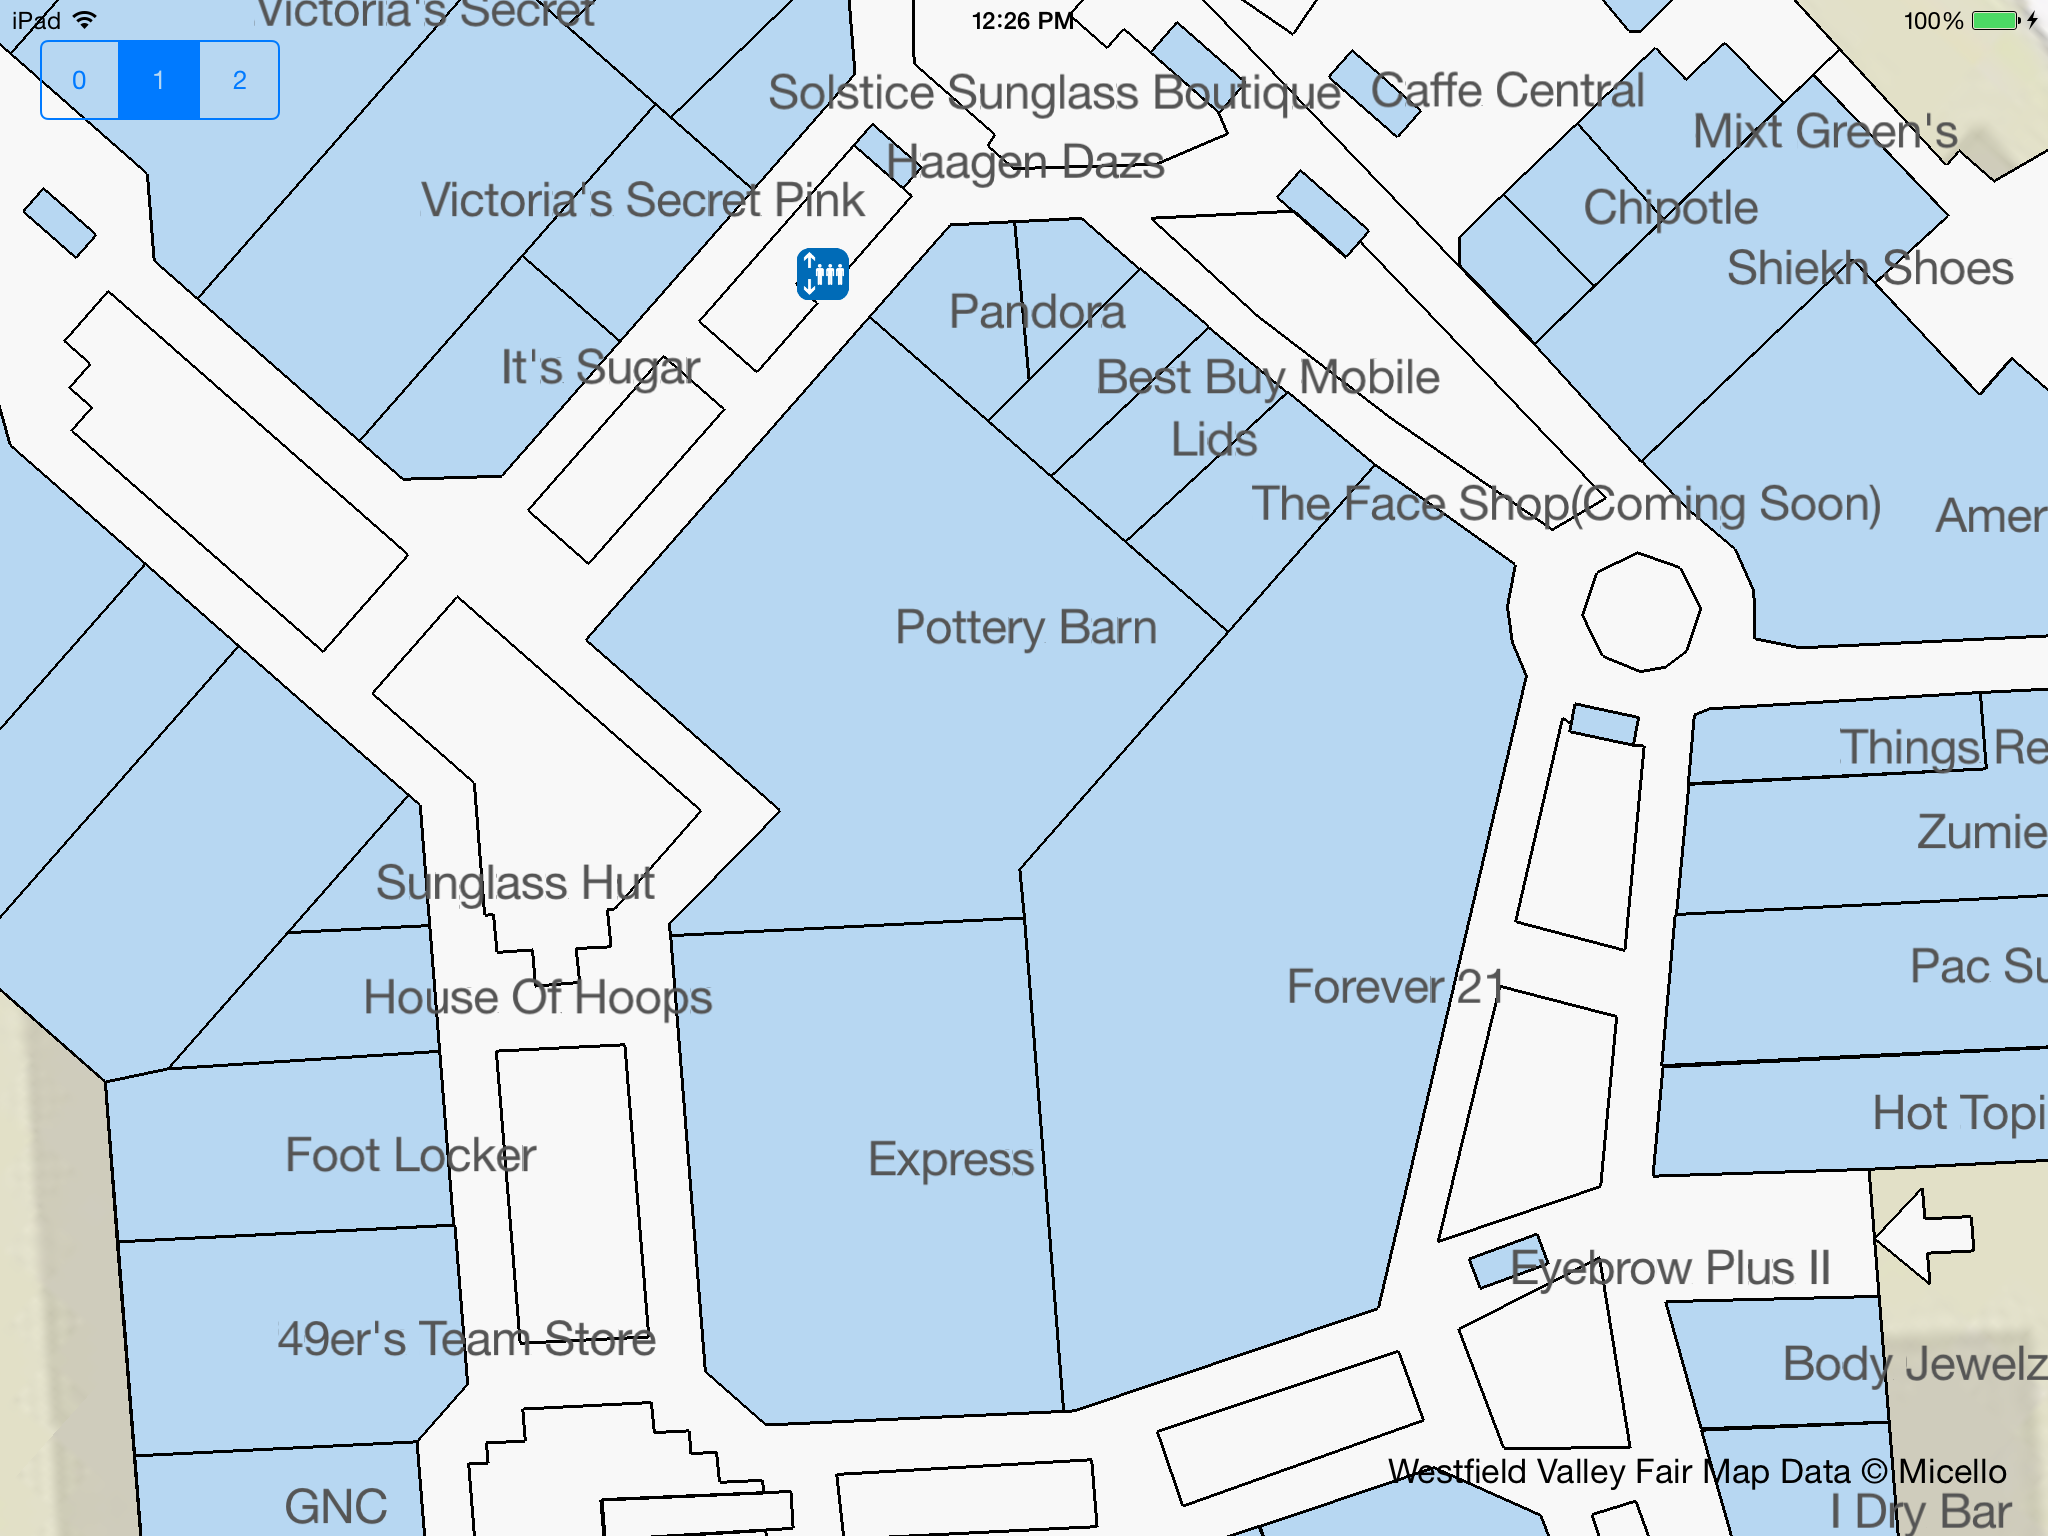 iPad 12:26 PM 100%
Victoria's Secret
0 1 2
Solstice Sunglass Boutique
Caffe Central
Mixt Green's
Haagen Dazs
Victoria's Secret Pink
Chipotle
Shiekh Shoes
Pandora
It's Sugar
Best Buy Mobile
Lids
The Face Shop(Coming Soon)
Amer
Pottery Barn
Things Re
Zumie
Sunglass Hut
Pac Su
Forever 21
House Of Hoops
Hot Topi
Foot Locker
Express
Eyebrow Plus II
49er's Team Store
Body Jewelz
Westfield Valley Fair Map Data © Micello
GNC
I Dry Bar